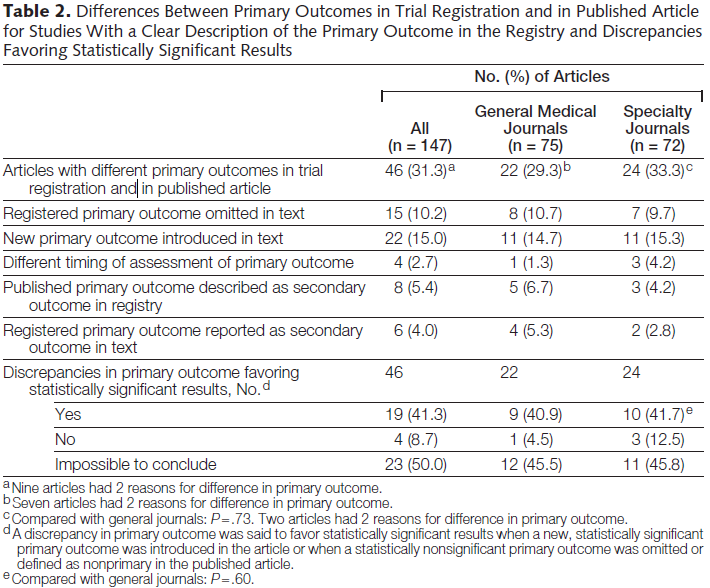 Table 2. Differences Between Primary Outcomes in Trial Registration and in Published Article
for Studies With a Clear Description of the Primary Outcome in the Registry and Discrepancies
Favoring Statistically Significant Results
No. (%) of Articles
All (n = 147) General Medical Journals (n = 75) Specialty Journals (n = 72)
Articles with different primary outcomes in trial 46 (31.3)a 22 (29.3)b 24 (33.3)c
registration and in published article
Registered primary outcome omitted in text 15 (10.2) 8 (10.7) 7 (9.7)
New primary outcome introduced in text 22 (15.0) 11 (14.7) 11 (15.3)
Different timing of assessment of primary outcome 4 (2.7) 1 (1.3) 3 (4.2)
Published primary outcome described as secondary 8 (5.4) 5 (6.7) 3 (4.2)
outcome in registry
Registered primary outcome reported as secondary 6 (4.0) 4 (5.3) 2 (2.8)
outcome in text
Discrepancies in primary outcome favoring 46 22 24
statistically significant results, No.d
Yes 19 (41.3) 9 (40.9) 10 (41.7)e
No 4 (8.7) 1 (4.5) 3 (12.5)
Impossible to conclude 23 (50.0) 12 (45.5) 11 (45.8)
a Nine articles had 2 reasons for difference in primary outcome.
b Seven articles had 2 reasons for difference in primary outcome.
c Compared with general journals: P=.73. Two articles had 2 reasons for difference in primary outcome.
d A discrepancy in primary outcome was said to favor statistically significant results when a new, statistically significant
primary outcome was introduced in the article or when a statistically nonsignificant primary outcome was omitted or
defined as nonprimary in the published article.
e Compared with general journals: P=.60.